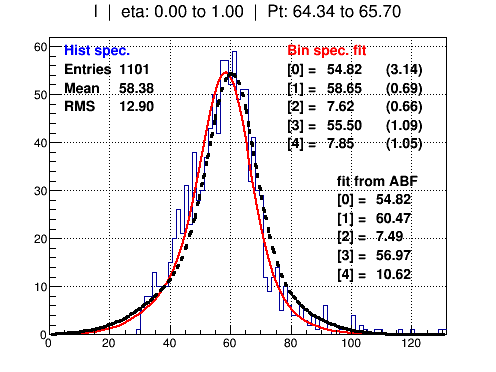 I | eta: 0.00 to 1.00 | Pt: 64.34 to 65.70
Hist spec.
Entries 1101
Mean 58.38
RMS 12.90
Bin spec. fit
[0] = 54.82 (3.14)
[1] = 58.65 (0.69)
[2] = 7.62 (0.66)
[3] = 55.50 (1.09)
[4] = 7.85 (1.05)
fit from ABF
[0] = 54.82
[1] = 60.47
[2] = 7.49
[3] = 56.97
[4] = 10.62
60
50
40
30
20
10
0
0 20 40 60 80 100 120